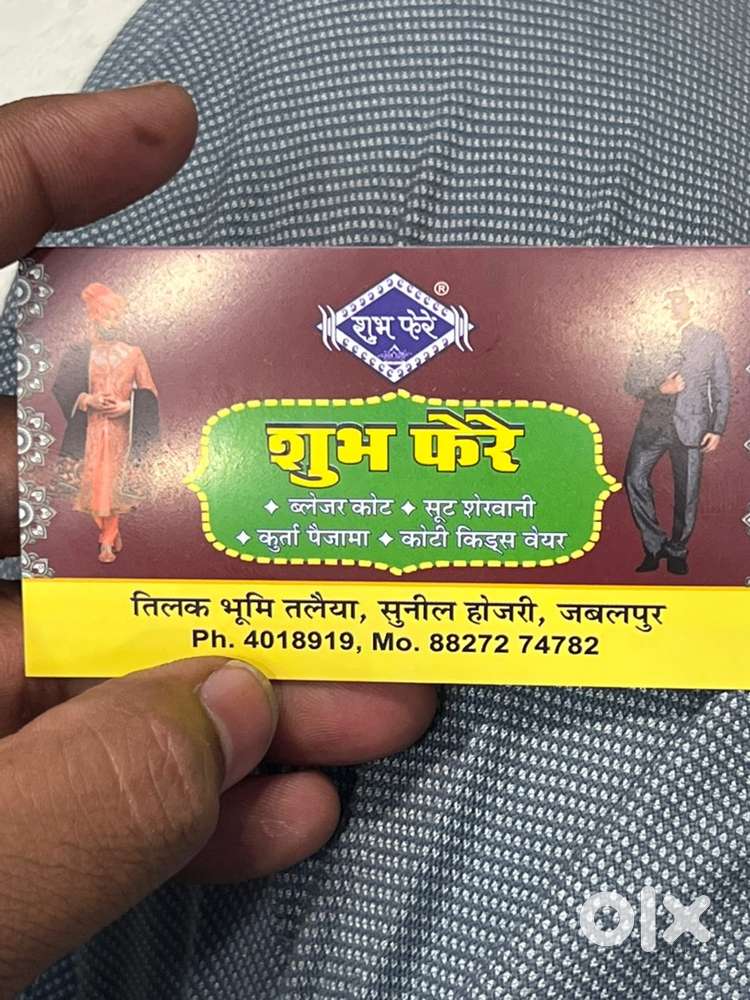 ®
शुभ फेरे
शुभ फेरे
✦ ब्लेजर कोट ✦ सूट शेरवानी
✦ कुर्ता पैजामा ✦ कोटी किड्स वेयर
तिलक भूमि तलैया, सुनील होजरी, जबलपुर
Ph. 4018919, Mo. 88272 74782
olx